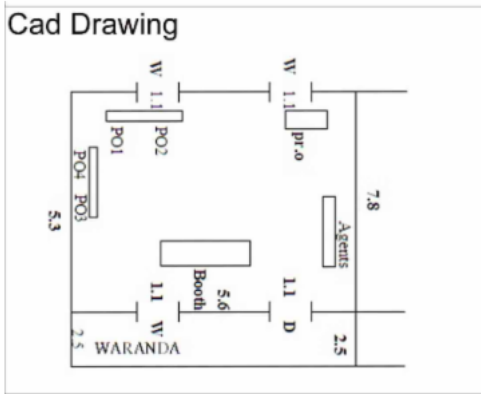 Cad Drawing
W 1.1
W 1.1
PO1
PO2
pr.o
PO4
PO3
5.3
7.8
Agents
Booth
5.6
1.1 W
1.1 D
2.5
WARANDA
2.5